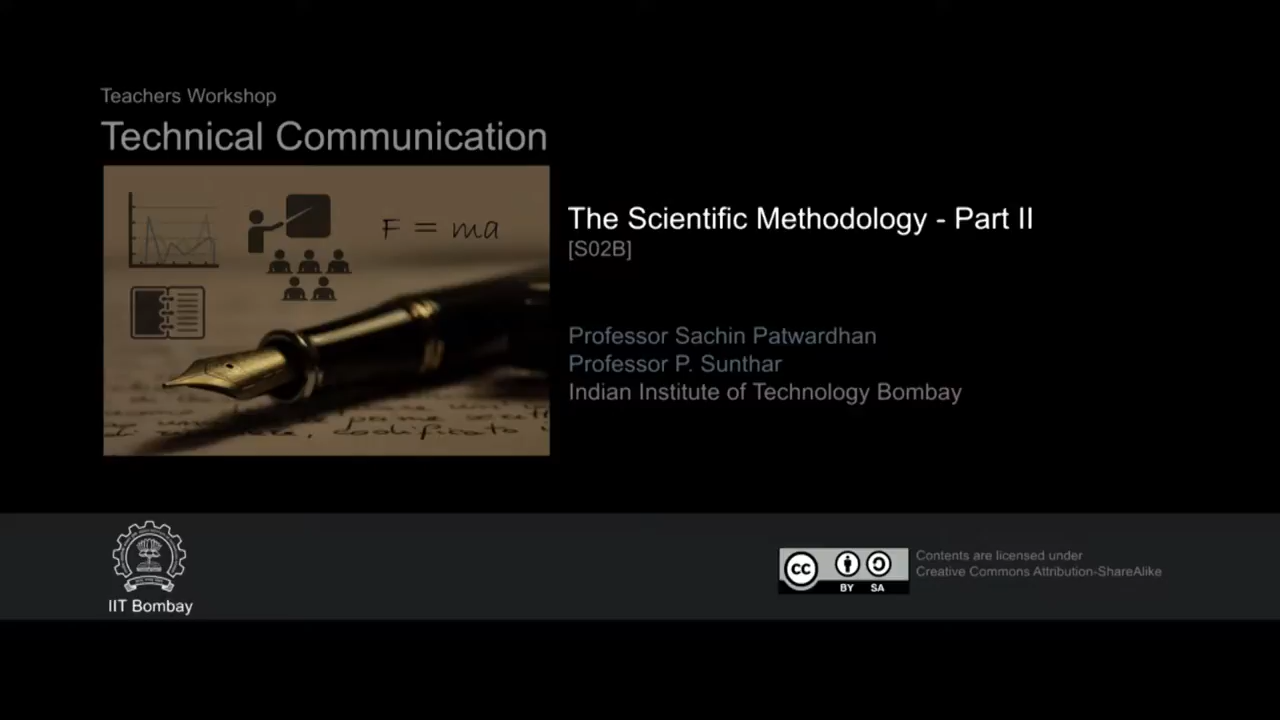 Teachers Workshop
Technical Communication
F = ma
The Scientific Methodology - Part II
[S02B]
Professor Sachin Patwardhan
Professor P. Sunthar
Indian Institute of Technology Bombay
IIT Bombay
cc
BY SA
Contents are licensed under
Creative Commons Attribution-ShareAlike